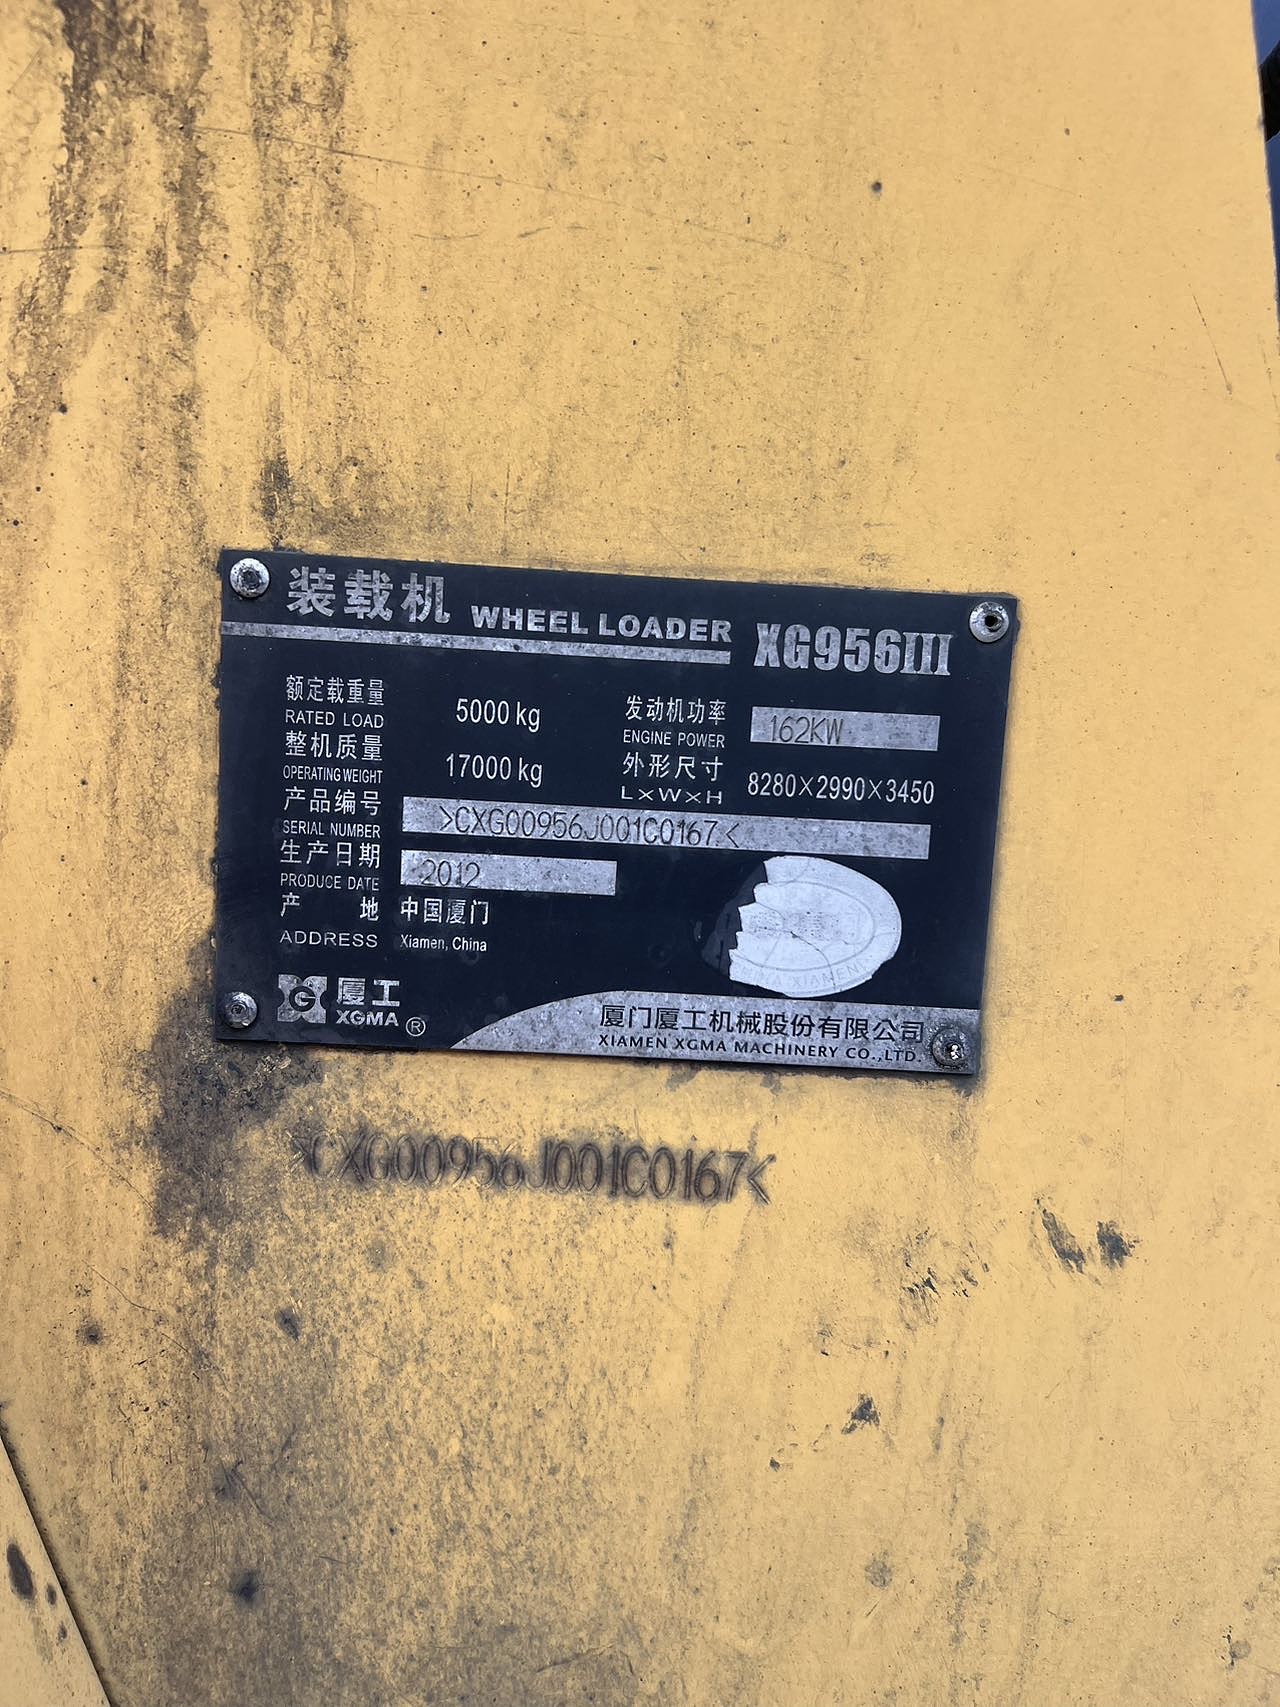 装载机 WHEEL LOADER XG956III
额定载重量
RATED LOAD 5000 kg
发动机功率
ENGINE POWER 162KW
整机质量
OPERATING WEIGHT 17000 kg
外形尺寸
L×W×H 8280×2990×3450
产品编号
SERIAL NUMBER >CXG00956J001C0167.<
生产日期
PRODUCE DATE 2012
产 地 中国厦门
ADDRESS Xiamen, China
XIAMEN
G 厦工
XGMA ®
厦门厦工机械股份有限公司
XIAMEN XGMA MACHINERY CO.,LTD.
>CXG00956J001C0167<